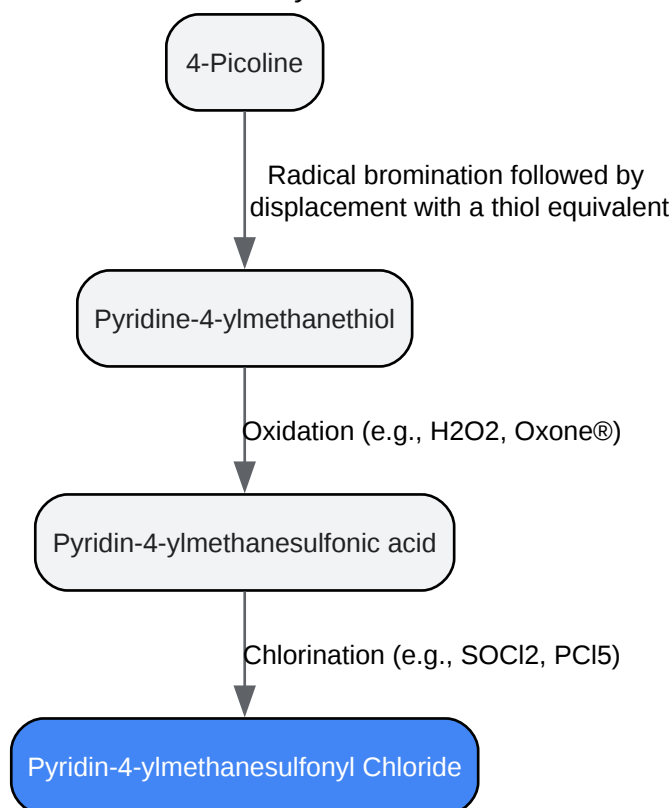 4-Picoline
Radical bromination followed by
displacement with a thiol equivalent
Pyridine-4-ylmethanethiol
Oxidation (e.g., H2O2, Oxone®)
Pyridin-4-ylmethanesulfonic acid
Chlorination (e.g., SOCl2, PCl5)
Pyridin-4-ylmethanesulfonyl Chloride